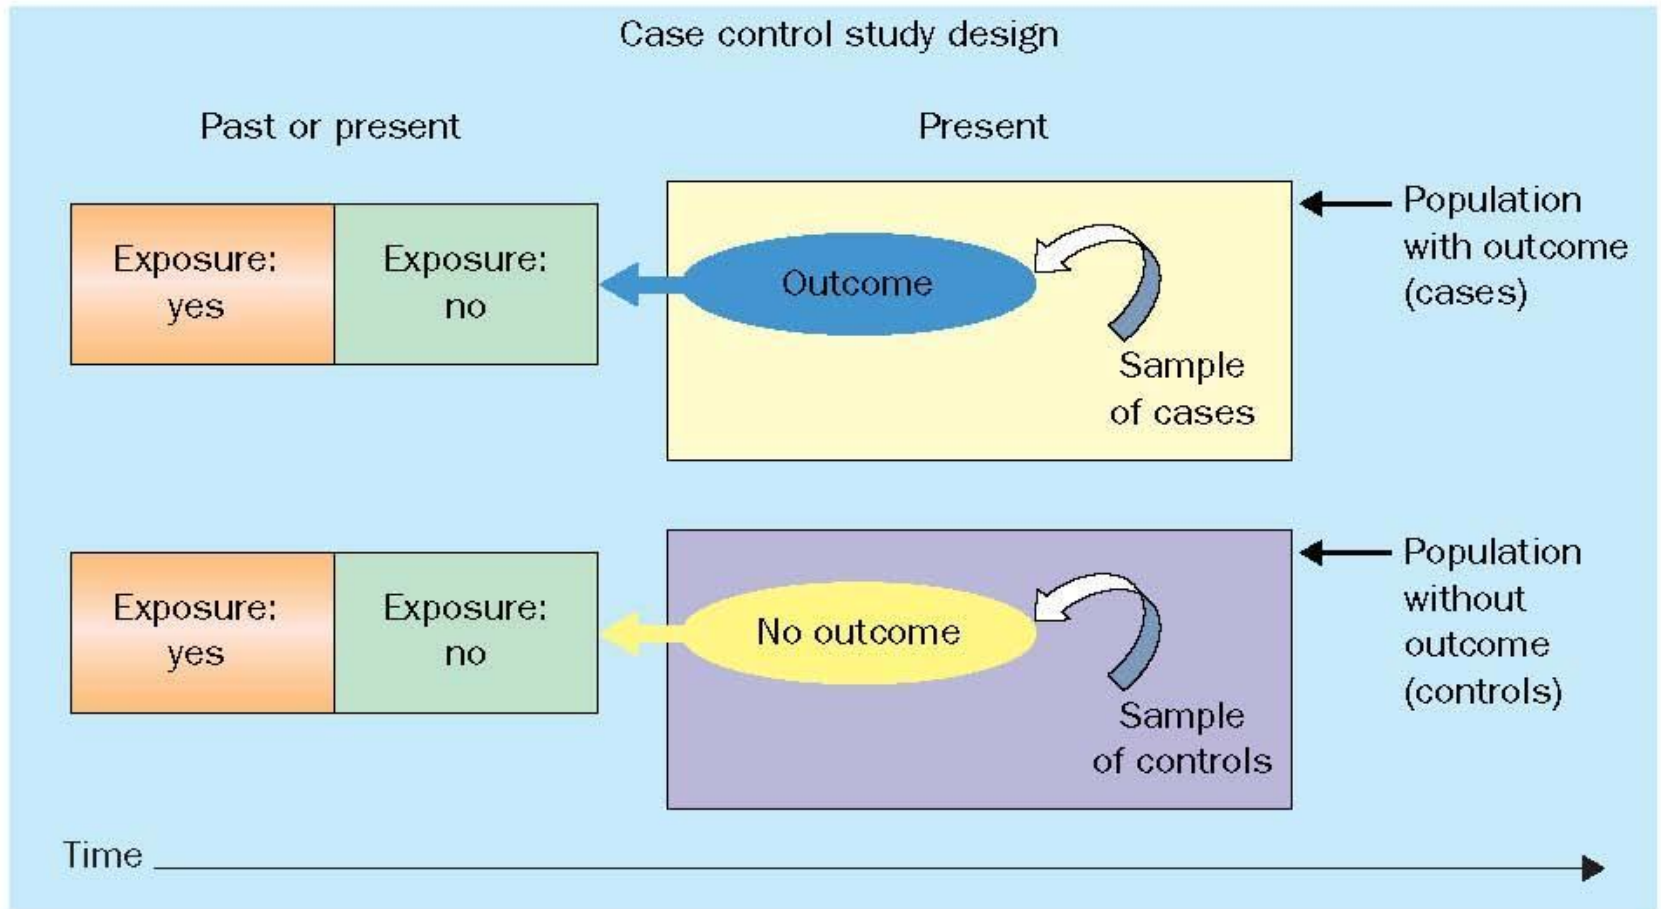 Case control study design
Past or present
Present
Exposure:
yes
Exposure:
no
Outcome
Sample
of cases
Population
with outcome
(cases)
Exposure:
yes
Exposure:
no
No outcome
Sample
of controls
Population
without
outcome
(controls)
Time